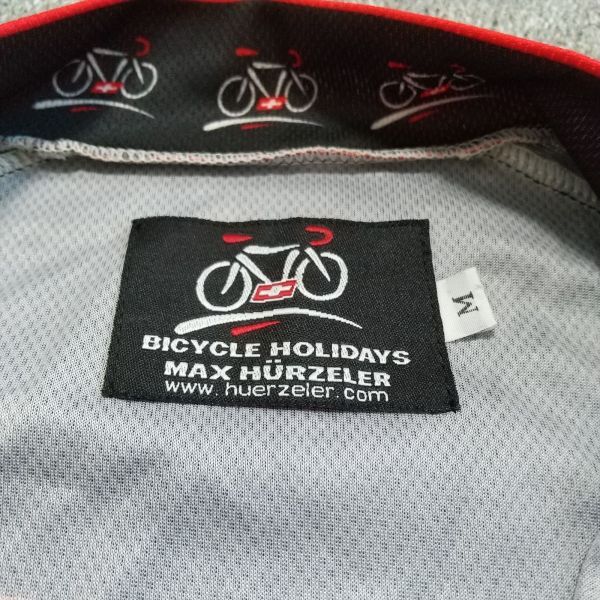 BICYCLE HOLIDAYS
MAX HÜRZELER
www.huerzeler.com
M